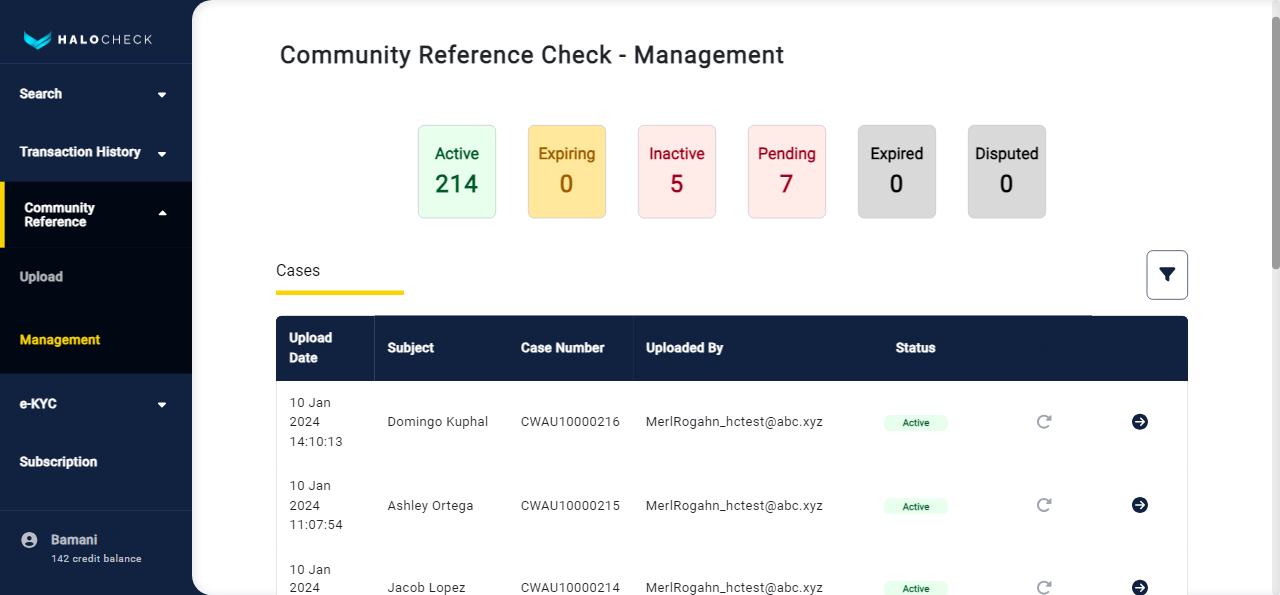 HALOCHECK
Search
Transaction History
Community
Reference
Upload
Management
e-KYC
Subscription
Bamani
142 credit balance
Community Reference Check - Management
Active Expiring Inactive Pending Expired Disputed
214 0 5 7 0 0
Cases
Upload
Date Subject Case Number Uploaded By Status
10 Jan
2024 Domingo Kuphal CWAU10000216 MerlRogahn_hctest@abc.xyz Active
14:10:13
10 Jan
2024 Ashley Ortega CWAU10000215 MerlRogahn_hctest@abc.xyz Active
11:07:54
10 Jan
2024 Jacob Lopez CWAU10000214 MerlRogahn_hctest@abc.xyz Active